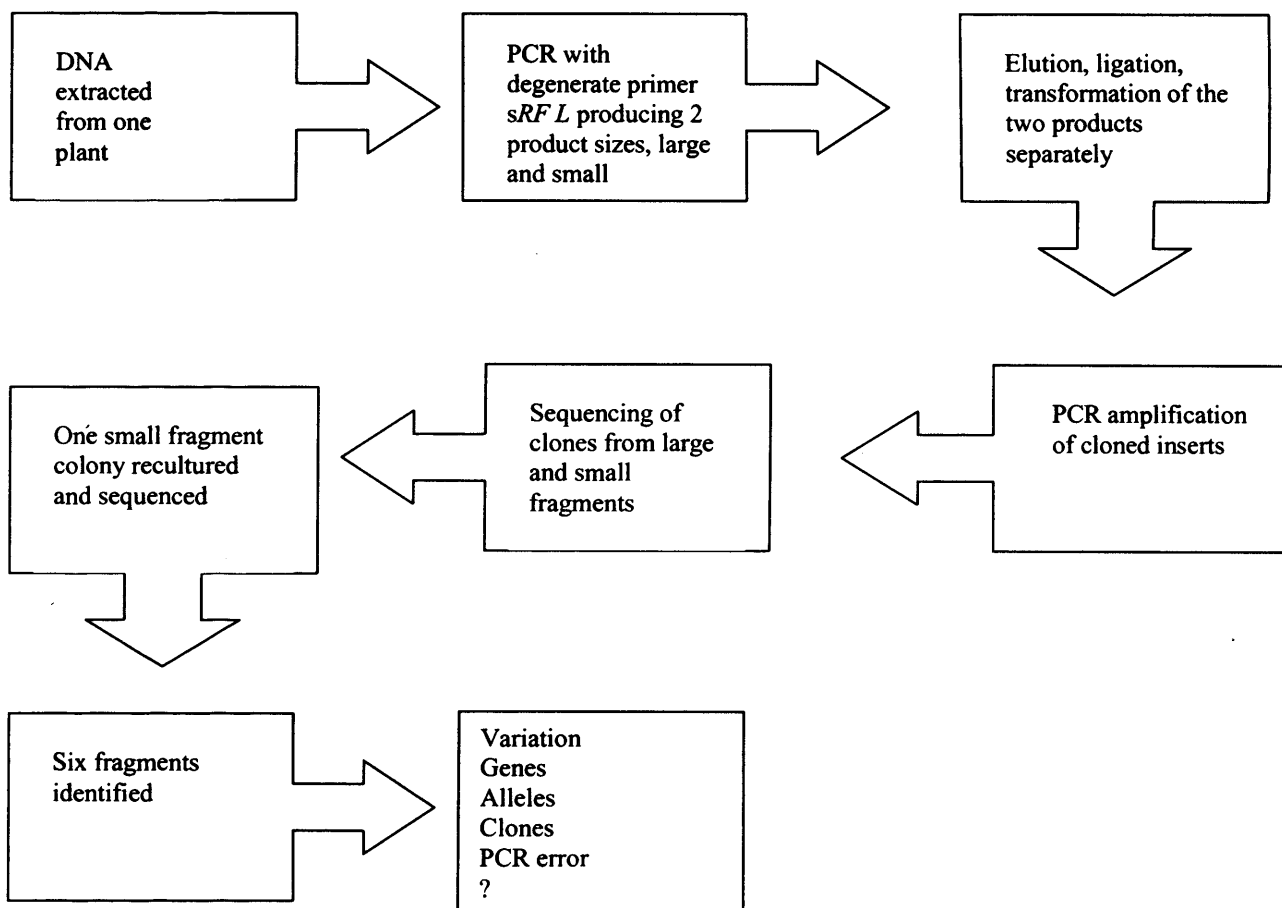 DNA
extracted
from one
plant
PCR with
degenerate primer
sRF L producing 2
product sizes, large
and small
Elution, ligation,
transformation of the
two products
separately
PCR amplification
of cloned inserts
Sequencing of
clones from large
and small
fragments
One small fragment
colony recultured
and sequenced
Six fragments
identified
Variation
Genes
Alleles
Clones
PCR error
?